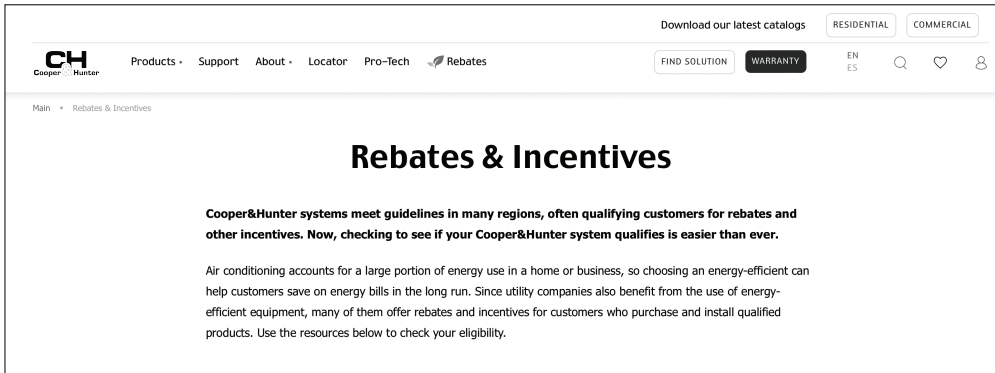 Download our latest catalogs RESIDENTIAL COMMERCIAL
CH
Cooper & Hunter
Products Support About Locator Pro-Tech Rebates FIND SOLUTION WARRANTY EN
ES
Main • Rebates & Incentives
Rebates & Incentives
Cooper&Hunter systems meet guidelines in many regions, often qualifying customers for rebates and
other incentives. Now, checking to see if your Cooper&Hunter system qualifies is easier than ever.
Air conditioning accounts for a large portion of energy use in a home or business, so choosing an energy-efficient can
help customers save on energy bills in the long run. Since utility companies also benefit from the use of energy-
efficient equipment, many of them offer rebates and incentives for customers who purchase and install qualified
products. Use the resources below to check your eligibility.